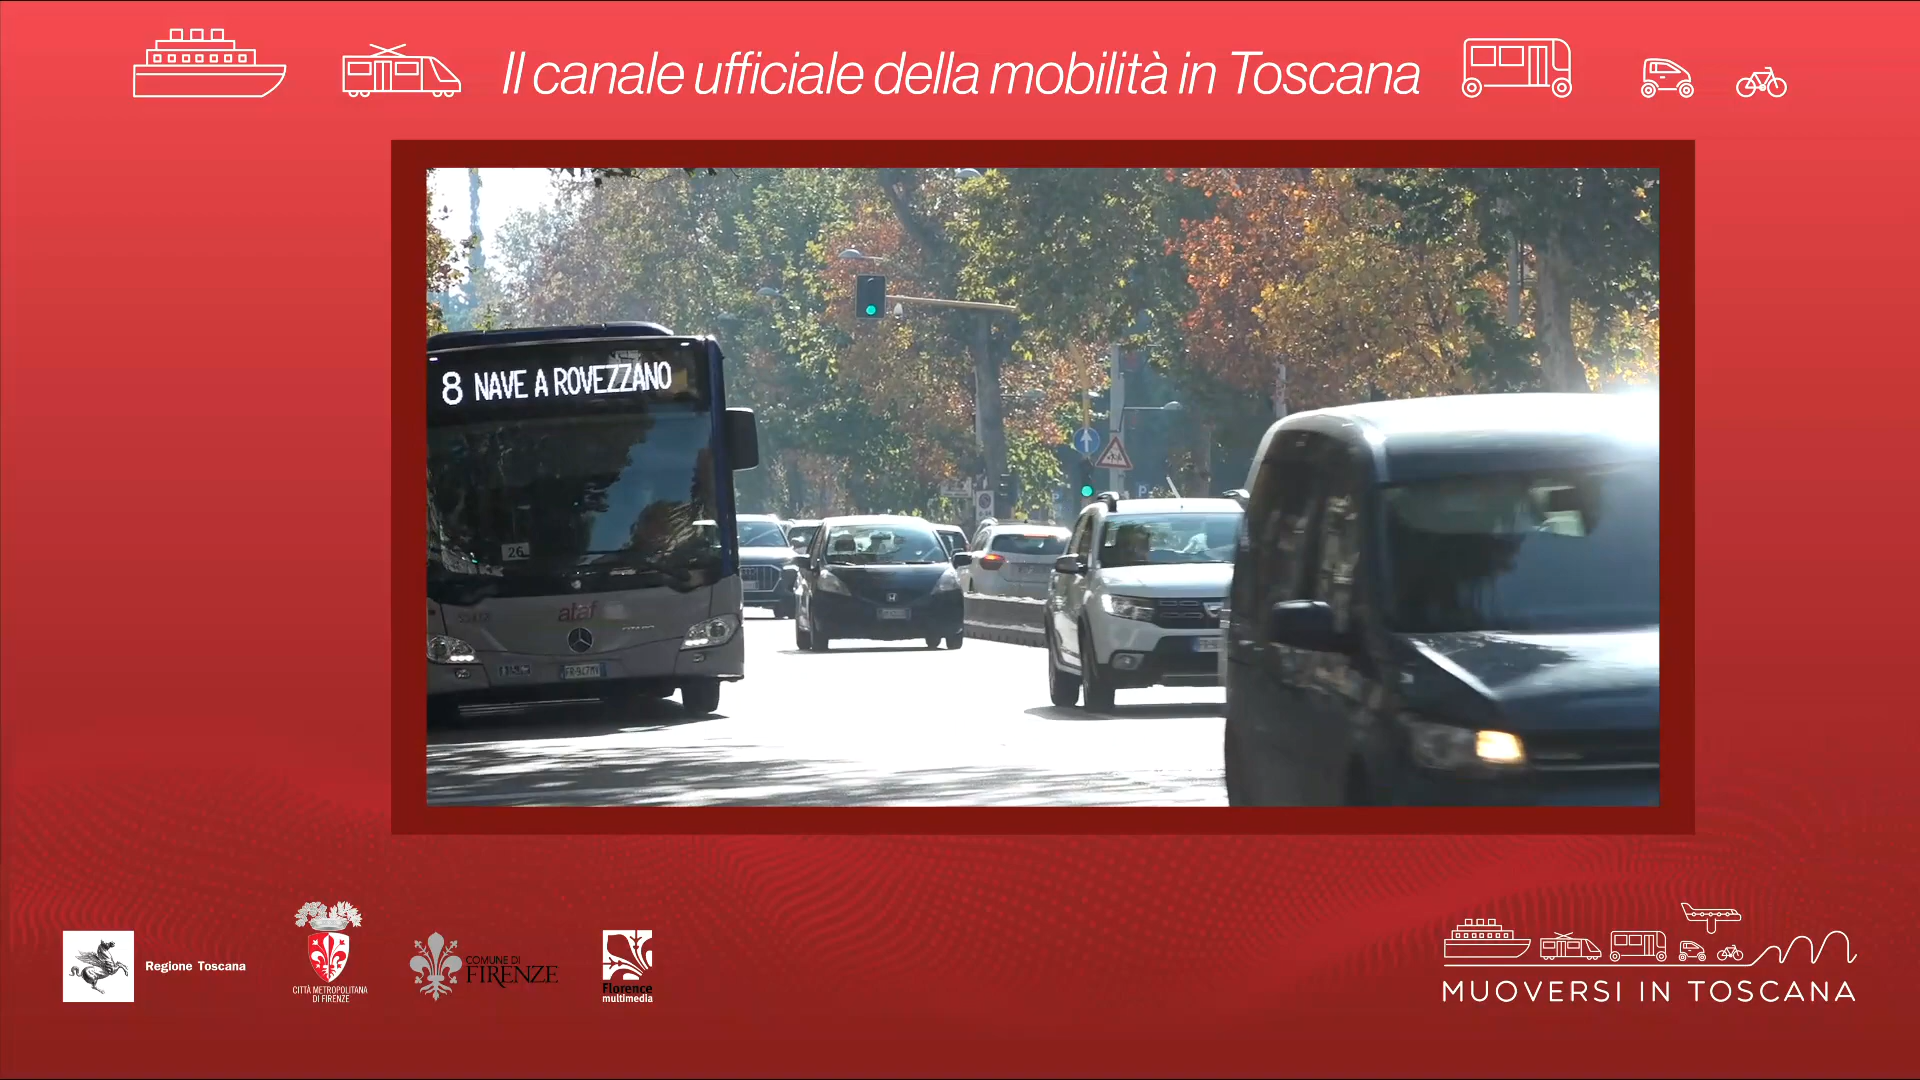 Il canale ufficiale della mobilità in Toscana
8 NAVE A ROVEZZANO
26
ataf
Regione Toscana
CITTÀ METROPOLITANA
DI FIRENZE
COMUNE DI
FIRENZE
Florence
multimedia
MUOVERSI IN TOSCANA